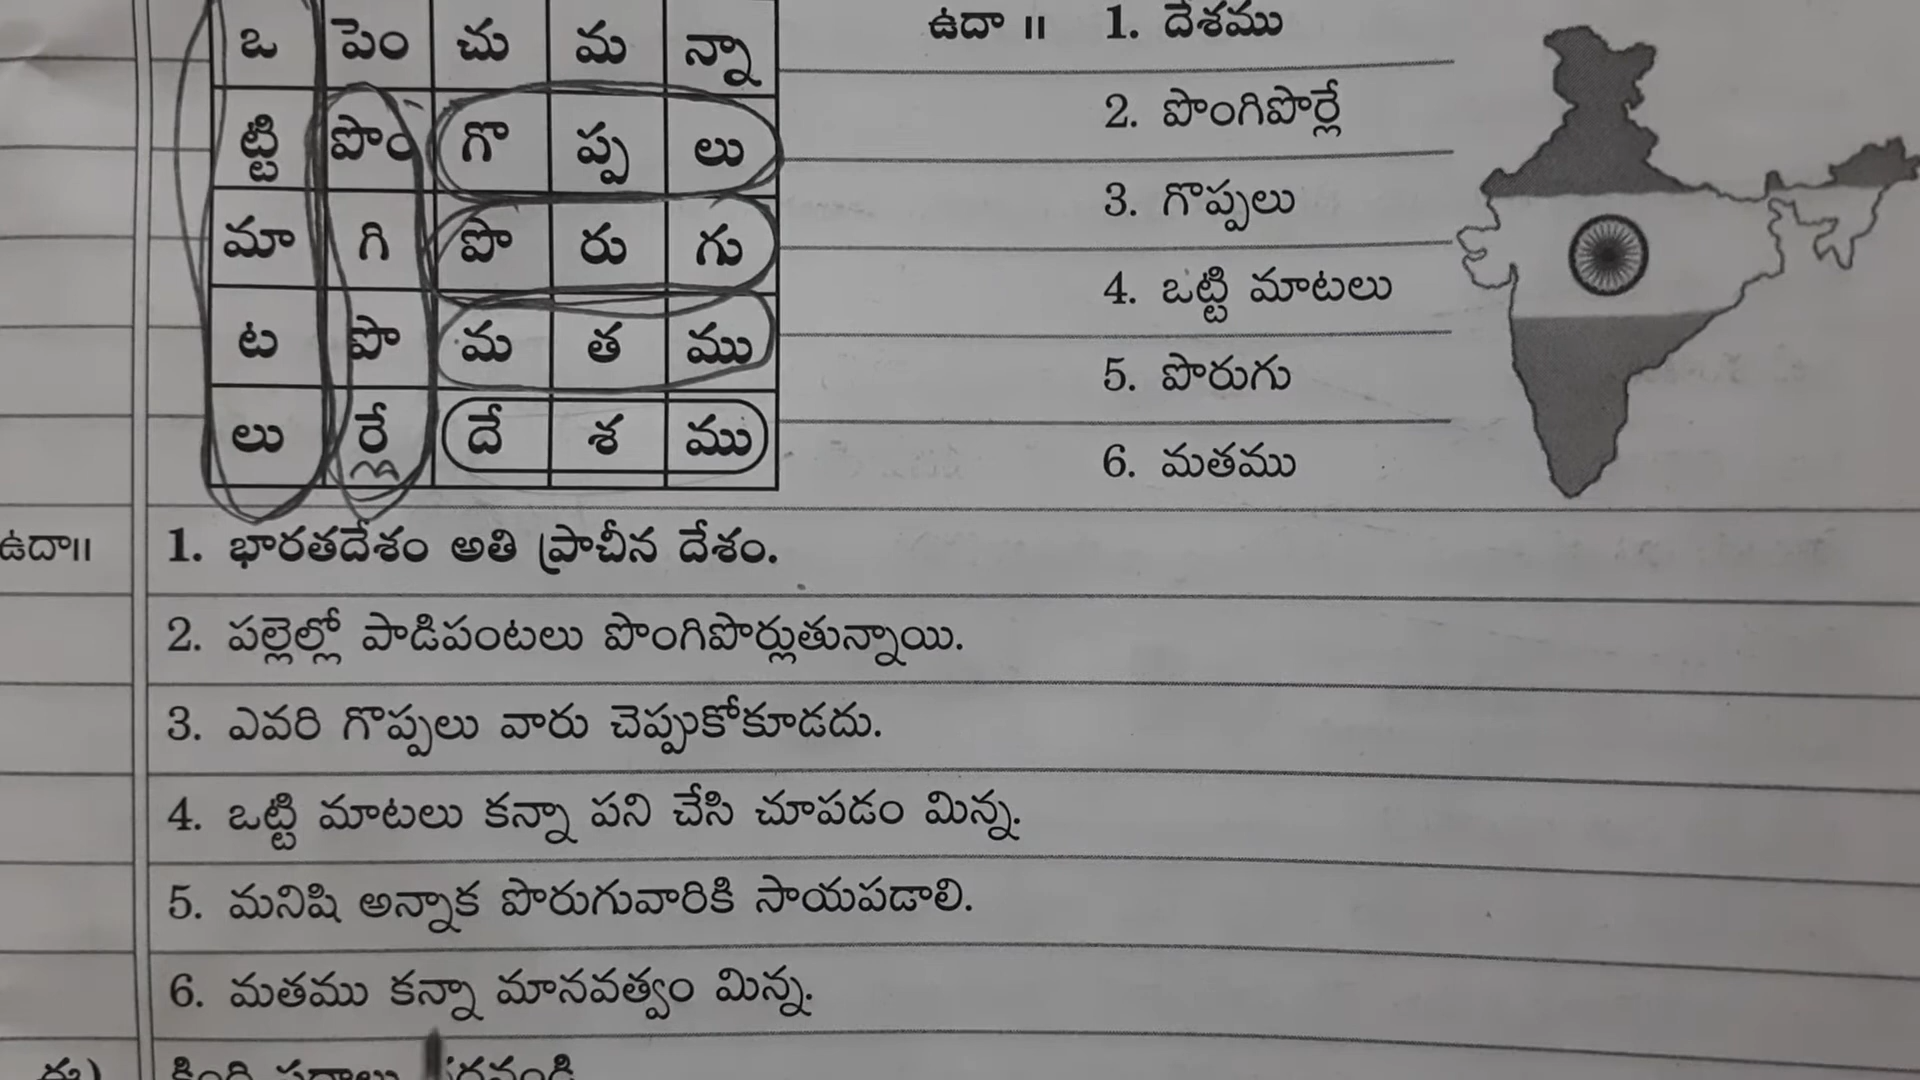 ఒ పెం చు మ న్నా
ట్టి పొం గొ ప్ప లు
మా గి పొ రు గు
ట పొ మ త ము
లు ర్లే దే శ ము
ఉదా ॥ 1. దేశము
2. పొంగిపొర్లే
3. గొప్పలు
4. ఒట్టి మాటలు
5. పొరుగు
6. మతము
ఉదా॥ 1. భారతదేశం అతి ప్రాచీన దేశం.
2. పల్లెల్లో పాడిపంటలు పొంగిపొర్లుతున్నాయి.
3. ఎవరి గొప్పలు వారు చెప్పుకోకూడదు.
4. ఒట్టి మాటలు కన్నా పని చేసి చూపడం మిన్న.
5. మనిషి అన్నాక పొరుగువారికి సాయపడాలి.
6. మతము కన్నా మానవత్వం మిన్న.
కింది పదాలు